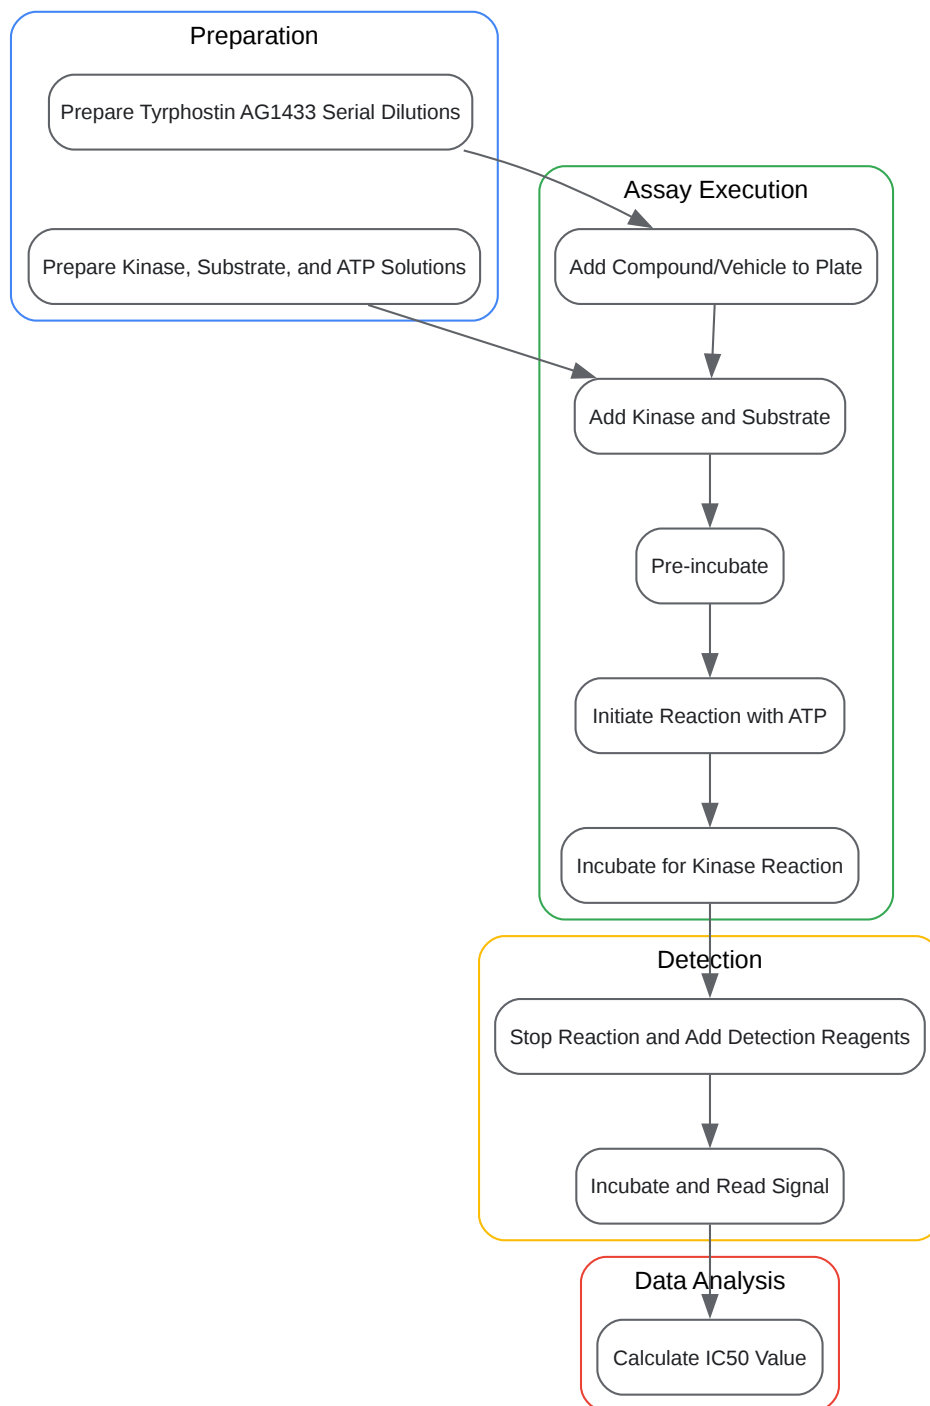 Preparation
Prepare Tyrphostin AG1433 Serial Dilutions
Prepare Kinase, Substrate, and ATP Solutions
Assay Execution
Add Compound/Vehicle to Plate
Add Kinase and Substrate
Pre-incubate
Initiate Reaction with ATP
Incubate for Kinase Reaction
Detection
Stop Reaction and Add Detection Reagents
Incubate and Read Signal
Data Analysis
Calculate IC50 Value